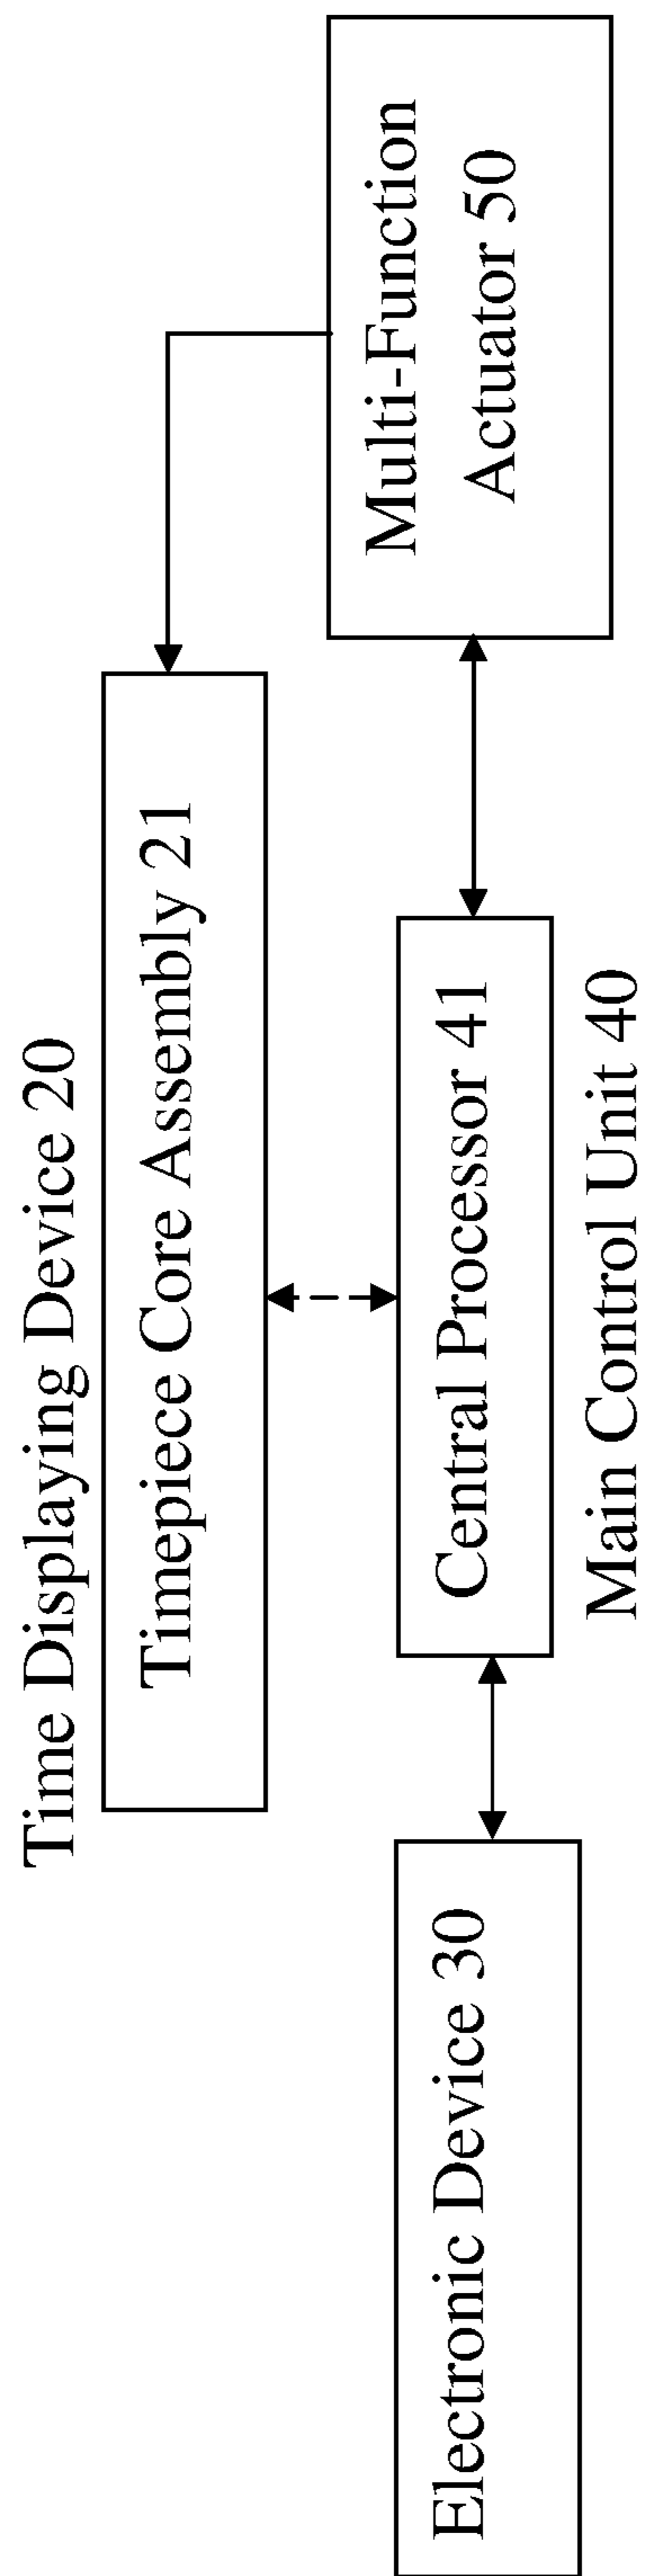 Time Displaying Device 20
Timepiece Core Assembly 21
Multi-Function
Actuator 50
Electronic Device 30
Central Processor 41
Main Control Unit 40